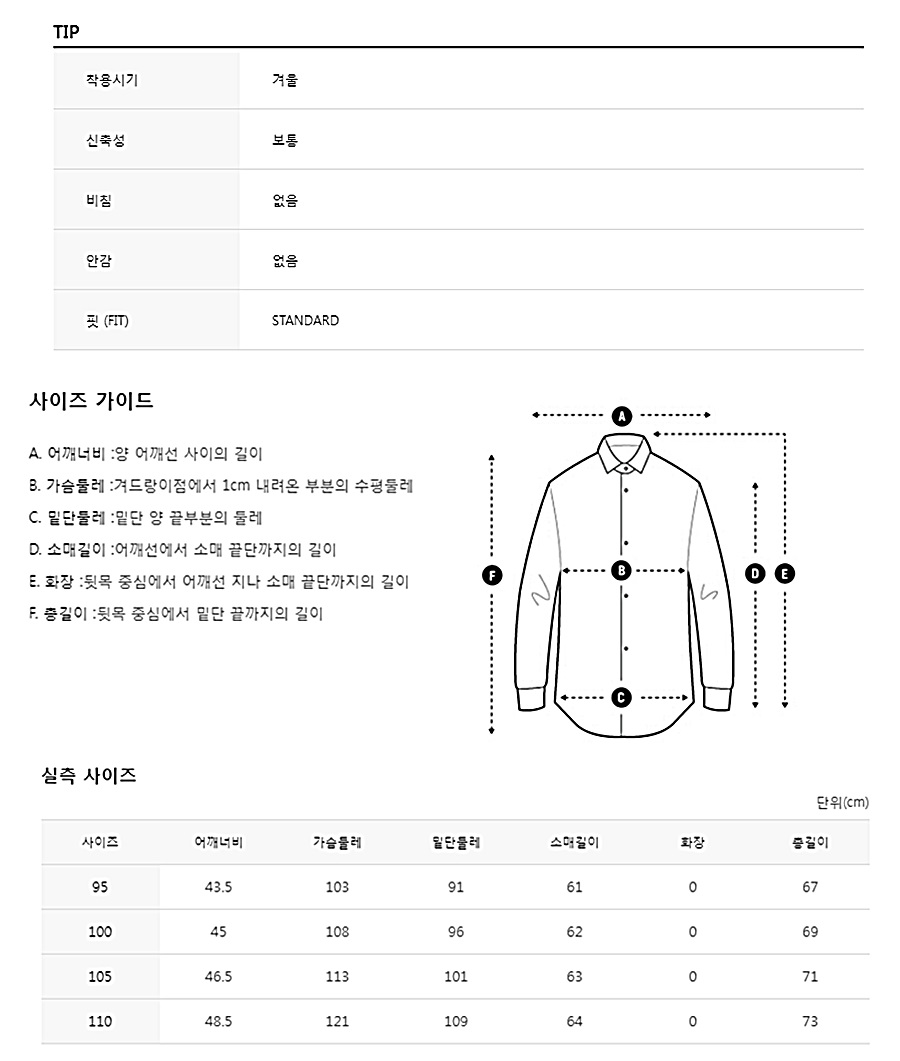 TIP
착용시기 겨울
신축성 보통
비침 없음
안감 없음
핏 (FIT) STANDARD
사이즈 가이드
A. 어깨너비 :양 어깨선 사이의 길이
B. 가슴둘레 :겨드랑이점에서 1cm 내려온 부분의 수평둘레
C. 밑단둘레 :밑단 양 끝부분의 둘레
D. 소매길이 :어깨선에서 소매 끝단까지의 길이
E. 화장 :뒷목 중심에서 어깨선 지나 소매 끝단까지의 길이
F. 총길이 :뒷목 중심에서 밑단 끝까지의 길이
A
F
B
D
E
C
실측 사이즈
단위(cm)
사이즈 어깨너비 가슴둘레 밑단둘레 소매길이 화장 총길이
95 43.5 103 91 61 0 67
100 45 108 96 62 0 69
105 46.5 113 101 63 0 71
110 48.5 121 109 64 0 73